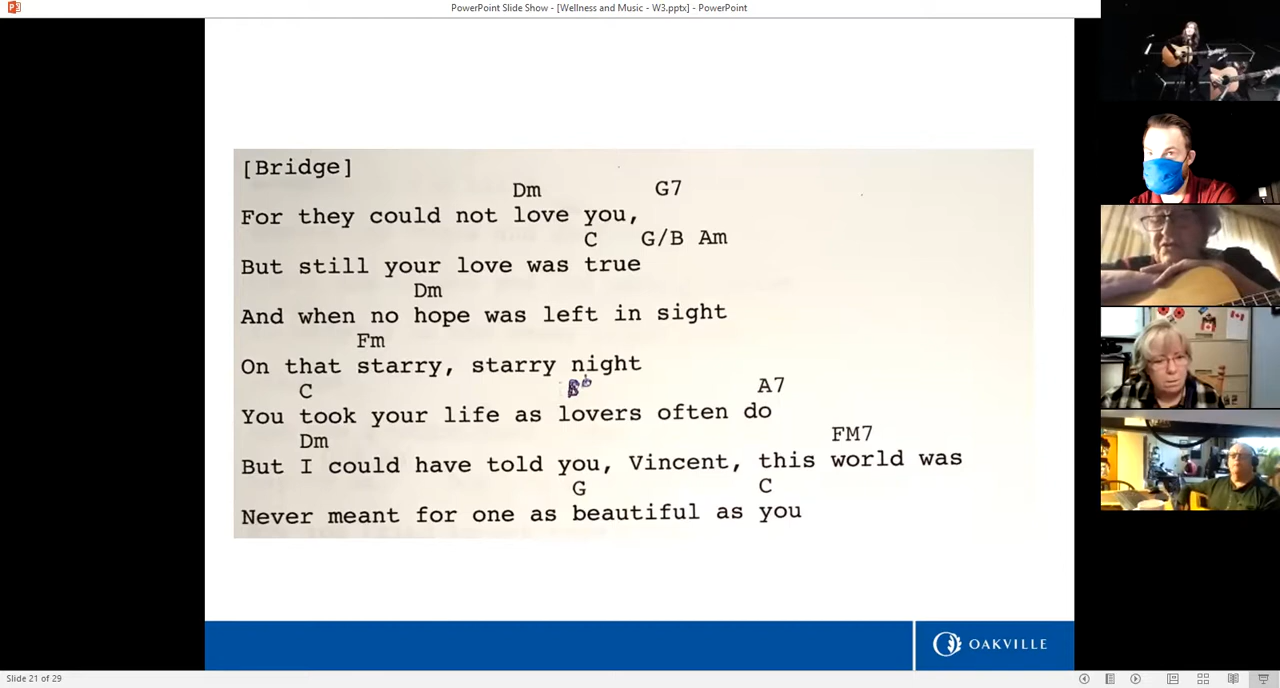 PowerPoint Slide Show - [Wellness and Music - W3.pptx] - PowerPoint
[Bridge]
Dm G7
For they could not love you,
C G/B Am
But still your love was true
Dm
And when no hope was left in sight
Fm
On that starry, starry night
C B♭ A7
You took your life as lovers often do
Dm FM7
But I could have told you, Vincent, this world was
G C
Never meant for one as beautiful as you
OAKVILLE
Slide 21 of 29